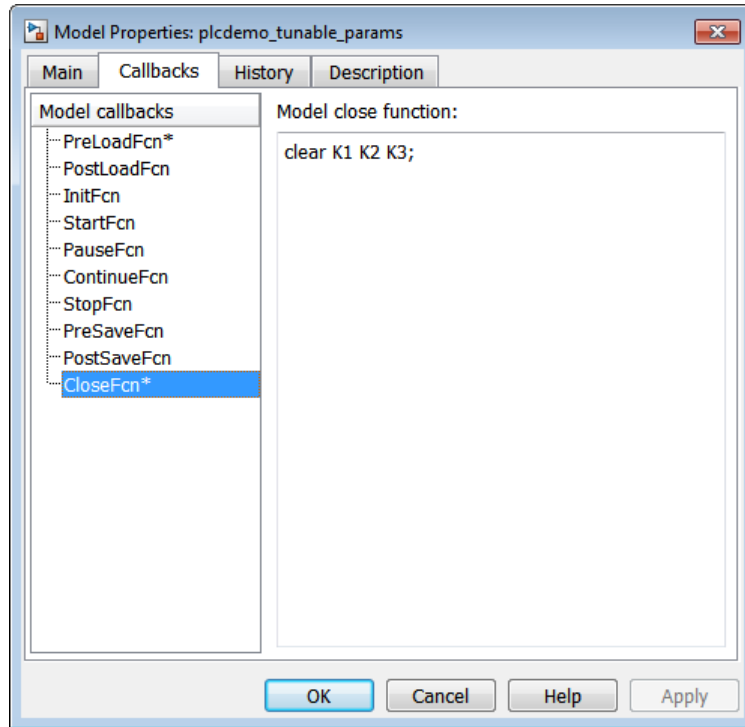 Model Properties: plcdemo_tunable_params
Main
Callbacks
History
Description
Model callbacks
PreLoadFcn*
PostLoadFcn
InitFcn
StartFcn
PauseFcn
ContinueFcn
StopFcn
PreSaveFcn
PostSaveFcn
CloseFcn*
Model close function:
clear K1 K2 K3;
OK
Cancel
Help
Apply